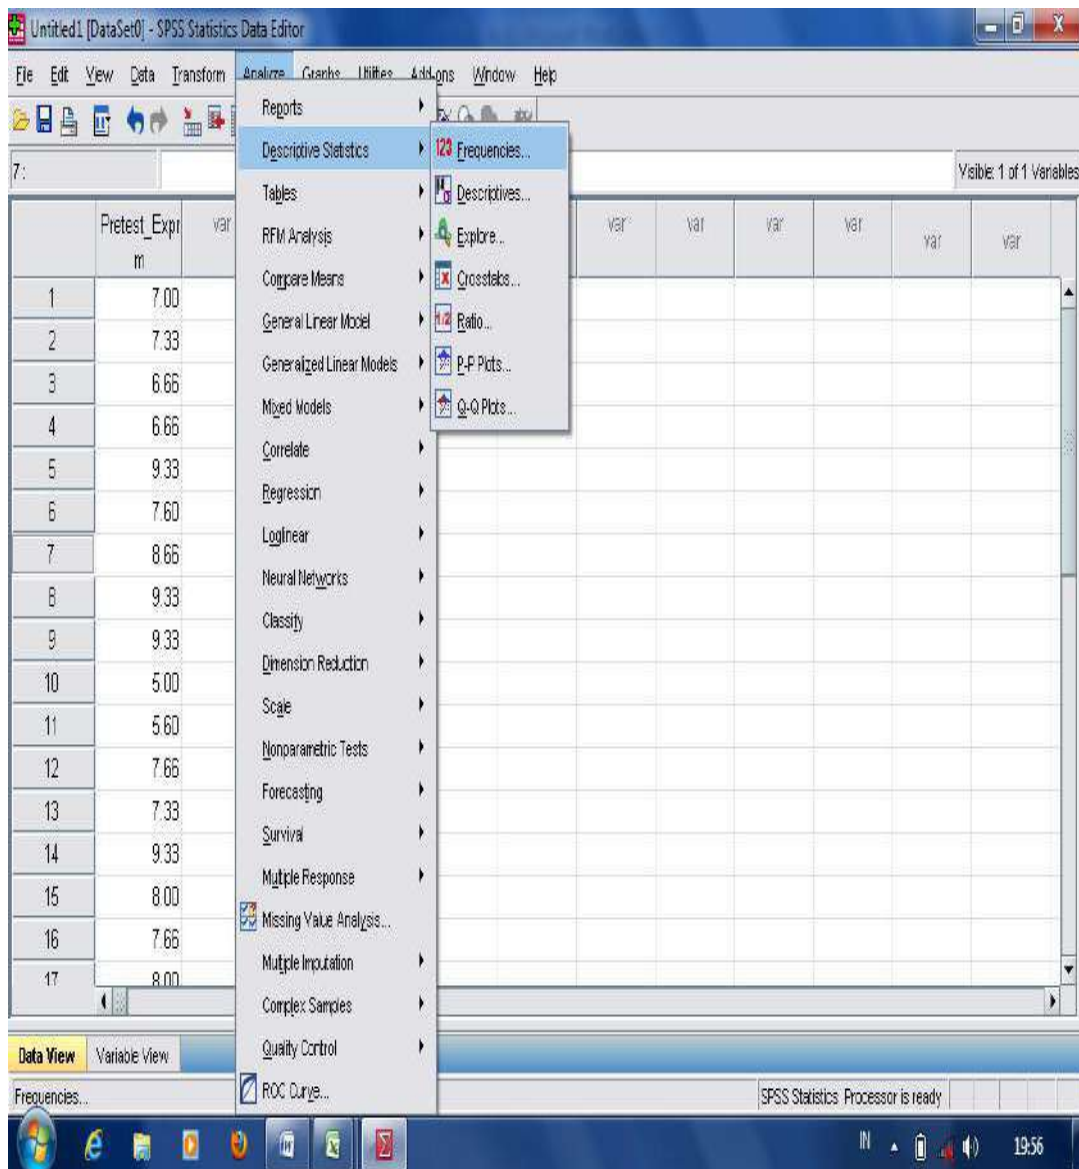 Untitled1 [DataSet0] - SPSS Statistics Data Editor
File Edit View Data Transform Analyze Graphs Utilities Add-ons Window Help
7 :
Visible: 1 of 1 Variables
Pretest_Expr
m
var
var
var
var
var
var
var
1 7.00
2 7.33
3 6.66
4 6.66
5 9.33
6 7.60
7 8.66
8 9.33
9 9.33
10 5.00
11 5.60
12 7.66
13 7.33
14 9.33
15 8.00
16 7.66
17 8.00
Reports
Descriptive Statistics
Tables
RFM Analysis
Compare Means
General Linear Model
Generalized Linear Models
Mixed Models
Correlate
Regression
Loglinear
Neural Networks
Classify
Dimension Reduction
Scale
Nonparametric Tests
Forecasting
Survival
Multiple Response
Missing Value Analysis...
Multiple Imputation
Complex Samples
Quality Control
ROC Curve...
123 Frequencies...
Descriptives...
Explore...
Crosstabs...
1/2 Ratio...
P-P Plots...
Q-Q Plots...
Data View Variable View
Frequencies...
SPSS Statistics Processor is ready
IN 19:56